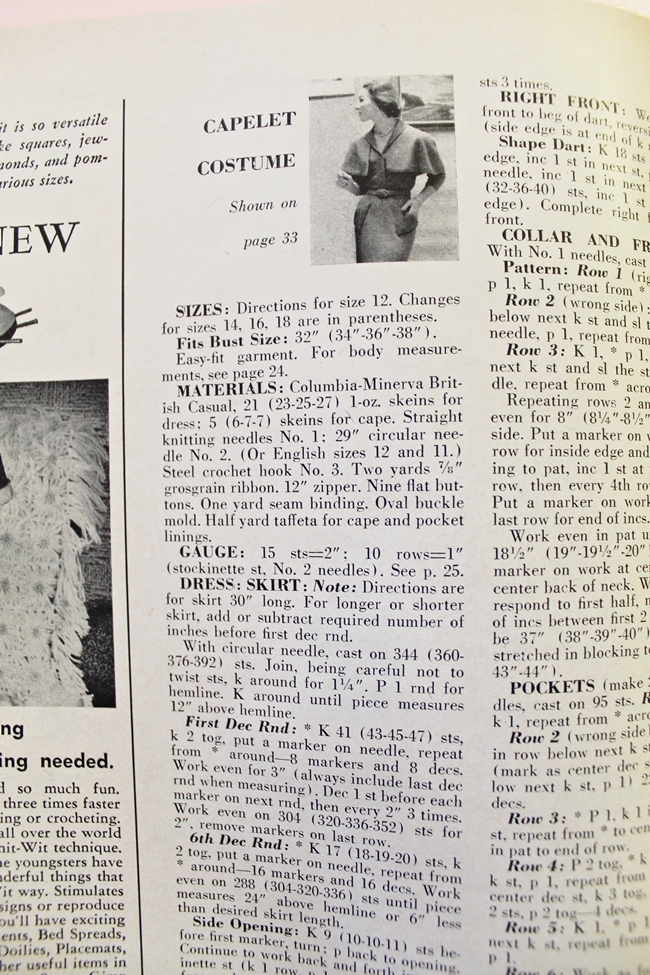 it is so versatile
ke squares, jew-
monds, and pom-
arious sizes.
NEW
ng
ing needed.
d so much fun.
three times faster
ing or crocheting.
all over the world
nit-Wit technique.
he youngsters have
nderful things that
it way. Stimulates
signs or reproduce
ou'll have exciting
ents, Bed Spreads,
Doilies, Placemats,
her useful items in
CAPELET
COSTUME
Shown on
page 33
SIZES: Directions for size 12. Changes
for sizes 14, 16, 18 are in parentheses.
Fits Bust Size: 32" (34"-36"-38").
Easy-fit garment. For body measure-
ments, see page 24.
MATERIALS: Columbia-Minerva Brit-
ish Casual, 21 (23-25-27) 1-oz. skeins for
dress; 5 (6-7-7) skeins for cape. Straight
knitting needles No. 1; 29" circular nee-
dle No. 2. (Or English sizes 12 and 11.)
Steel crochet hook No. 3. Two yards ⅞"
grosgrain ribbon. 12" zipper. Nine flat but-
tons. One yard seam binding. Oval buckle
mold. Half yard taffeta for cape and pocket
linings.
GAUGE: 15 sts=2"; 10 rows=1"
(stockinette st, No. 2 needles). See p. 25.
DRESS: SKIRT: Note: Directions are
for skirt 30" long. For longer or shorter
skirt, add or subtract required number of
inches before first dec rnd.
With circular needle, cast on 344 (360-
376-392) sts. Join, being careful not to
twist sts, k around for 1¼". P 1 rnd for
hemline. K around until piece measures
12" above hemline.
First Dec Rnd: * K 41 (43-45-47) sts,
k 2 tog, put a marker on needle, repeat
from * around—8 markers and 8 decs.
Work even for 3" (always include last dec
rnd when measuring). Dec 1 st before each
marker on next rnd, then every 2" 3 times.
Work even on 304 (320-336-352) sts for
2", remove markers on last row.
6th Dec Rnd: * K 17 (18-19-20) sts, k
2 tog, put a marker on needle, repeat from
* around—16 markers and 16 decs. Work
even on 288 (304-320-336) sts until piece
measures 24" above hemline or 6" less
than desired skirt length.
Side Opening: K 9 (10-10-11) sts be-
fore first marker, turn; p back to opening.
Continue to work back and forth in
inette st (k 1 row, p 1
sts 3 times.
RIGHT FRONT: Wo
front to beg of dart, reversi
(side edge is at end of k
Shape Dart: K 18 sts
edge, inc 1 st in next st,
needle, inc 1 st in next
(32-36-40) sts, inc 1 st
edge). Complete right f
front.
COLLAR AND FR
With No. 1 needles, cast
Pattern: Row 1 (rig
p 1, k 1, repeat from *
Row 2 (wrong side):
below next k st and sl t
needle, p 1, repeat from
Row 3: K 1, * p 1,
next k st and sl the st
dle, repeat from * acro
Repeating rows 2 an
even for 8" (8¼"-8½"
side. Put a marker on w
row for inside edge and
ing to pat, inc 1 st at
row, then every 4th ro
Put a marker on work
last row for end of incs.
Work even in pat u
18½" (19"-19½"-20"
marker on work at ce
center back of neck. W
respond to first half, r
of incs between first 2
be 37" (38"-39"-40")
stretched in blocking to
43"-44").
POCKETS (make 2
dles, cast on 95 sts. R
k 1, repeat from * acro
Row 2 (wrong side)
in row below next k st
(mark as center dec s
low next k st, p 1) 2
decs.
Row 3: * P 1, k 1 i
st, repeat from * to cen
in pat to end of row.
Row 4: P 2 tog, * k
k st, p 1, repeat from
center dec st, k 3 tog,
2 sts, p 2 tog—4 decs.
Row 5: K 1, * p 1
next k st, repeat from